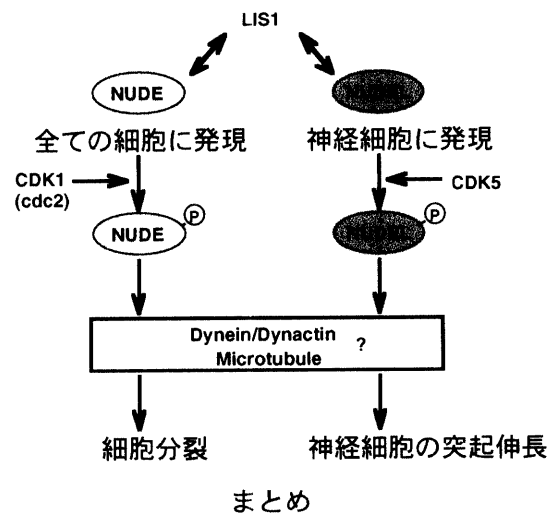 LIS1
NUDE
全ての細胞に発現
神経細胞に発現
CDK1
(cdc2)
CDK5
P
P
NUDE
Dynein/Dynactin ?
Microtubule
細胞分裂
神経細胞の突起伸長
まとめ